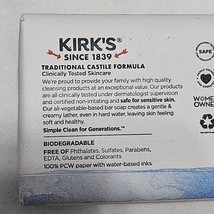 KIRK'S®
SINCE 1839
TRADITIONAL CASTILE FORMULA
Clinically Tested Skincare
We're proud to provide your family with high quality
cleansing products at an exceptional value. Our products
are all clinically tested under dermatologist supervision
and certified non-irritating and safe for sensitive skin.
Our all-vegetable-based bar soap creates a gentle &
creamy lather, even in hard water, leaving skin feeling
soft and healthy.
Simple Clean for Generations.™
BIODEGRADABLE
FREE OF Phthalates, Sulfates, Parabens,
EDTA, Glutens and Colorants
100% PCW paper with water-based inks
SAFE
WOME
OWNE